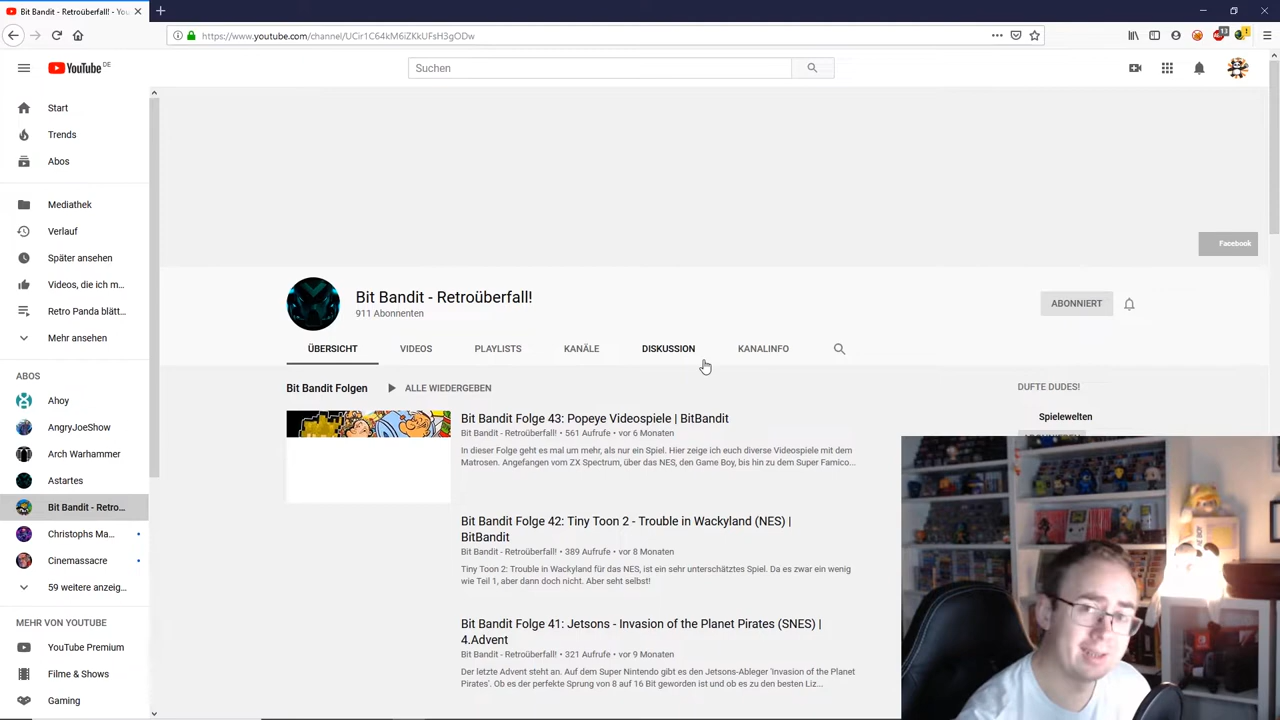 Bit Bandit - Retroüberfall! - You
https://www.youtube.com/channel/UCir1C64kM6iZKkUFsH3gODw
13
YouTube DE
Suchen
Start
Trends
Abos
Mediathek
Verlauf
Später ansehen
Videos, die ich m...
Retro Panda blätt...
Mehr ansehen
ABOS
Ahoy
AngryJoeShow
Arch Warhammer
Astartes
Bit Bandit - Retro...
Christophs Ma...
Cinemassacre
59 weitere anzeig...
MEHR VON YOUTUBE
YouTube Premium
Filme & Shows
Gaming
Facebook
Bit Bandit - Retroüberfall!
911 Abonnenten
ABONNIERT
ÜBERSICHT
VIDEOS
PLAYLISTS
KANÄLE
DISKUSSION
KANALINFO
Bit Bandit Folgen
ALLE WIEDERGEBEN
Bit Bandit Folge 43: Popeye Videospiele | BitBandit
Bit Bandit - Retroüberfall! • 561 Aufrufe • vor 6 Monaten
In dieser Folge geht es mal um mehr, als nur ein Spiel. Hier zeige ich euch diverse Videospiele mit dem
Matrosen. Angefangen vom ZX Spectrum, über das NES, den Game Boy, bis hin zu dem Super Famico...
Bit Bandit Folge 42: Tiny Toon 2 - Trouble in Wackyland (NES) |
BitBandit
Bit Bandit - Retroüberfall! • 389 Aufrufe • vor 8 Monaten
Tiny Toon 2: Trouble in Wackyland für das NES, ist ein sehr unterschätztes Spiel. Da es zwar ein wenig
wie Teil 1, aber dann doch nicht. Aber seht selbst!
Bit Bandit Folge 41: Jetsons - Invasion of the Planet Pirates (SNES) |
4.Advent
Bit Bandit - Retroüberfall! • 321 Aufrufe • vor 9 Monaten
Der letzte Advent steht an. Auf dem Super Nintendo gibt es den Jetsons-Ableger 'Invasion of the Planet
Pirates'. Ob es der perfekte Sprung von 8 auf 16 Bit geworden ist und ob es zu den besten Liz...
DUFTE DUDES!
Spielewelten